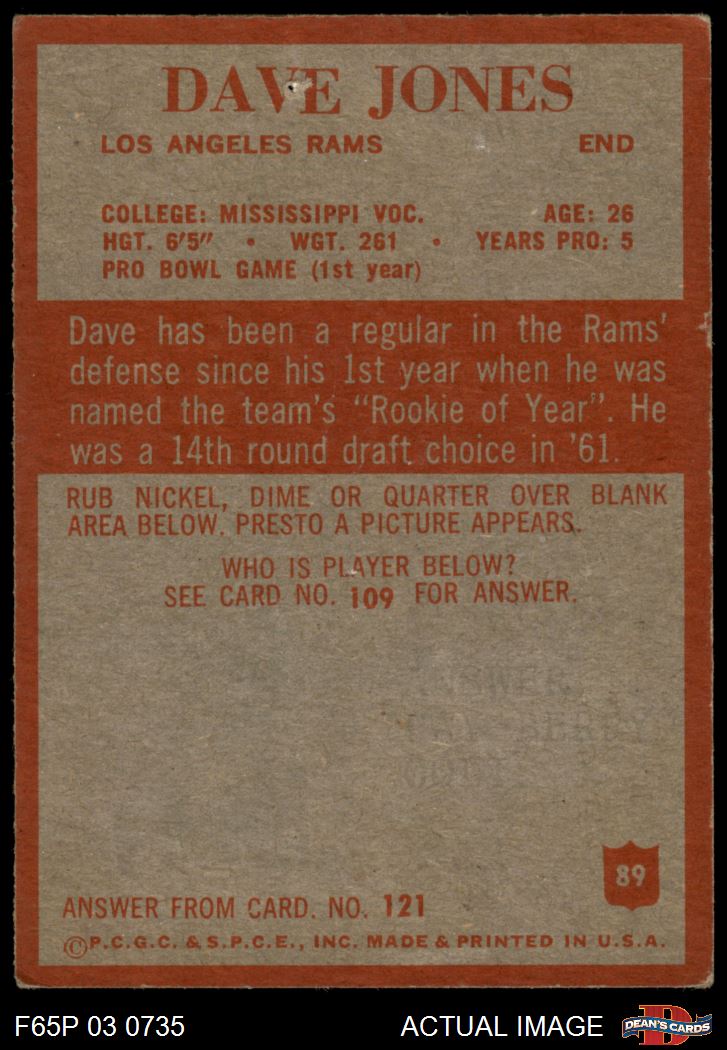 DAVE JONES
LOS ANGELES RAMS END
COLLEGE: MISSISSIPPI VOC. AGE: 26
HGT. 6'5" • WGT. 261 • YEARS PRO: 5
PRO BOWL GAME (1st year)
Dave has been a regular in the Rams'
defense since his 1st year when he was
named the team's "Rookie of Year". He
was a 14th round draft choice in '61.
RUB NICKEL, DIME OR QUARTER OVER BLANK
AREA BELOW. PRESTO A PICTURE APPEARS.
WHO IS PLAYER BELOW?
SEE CARD NO. 109 FOR ANSWER.
ANSWER
BERRY
89
ANSWER FROM CARD. NO. 121
©P.C.G.C. & S.P.C.E., INC. MADE & PRINTED IN U.S.A.
F65P 03 0735 ACTUAL IMAGE D DEAN'S CARDS